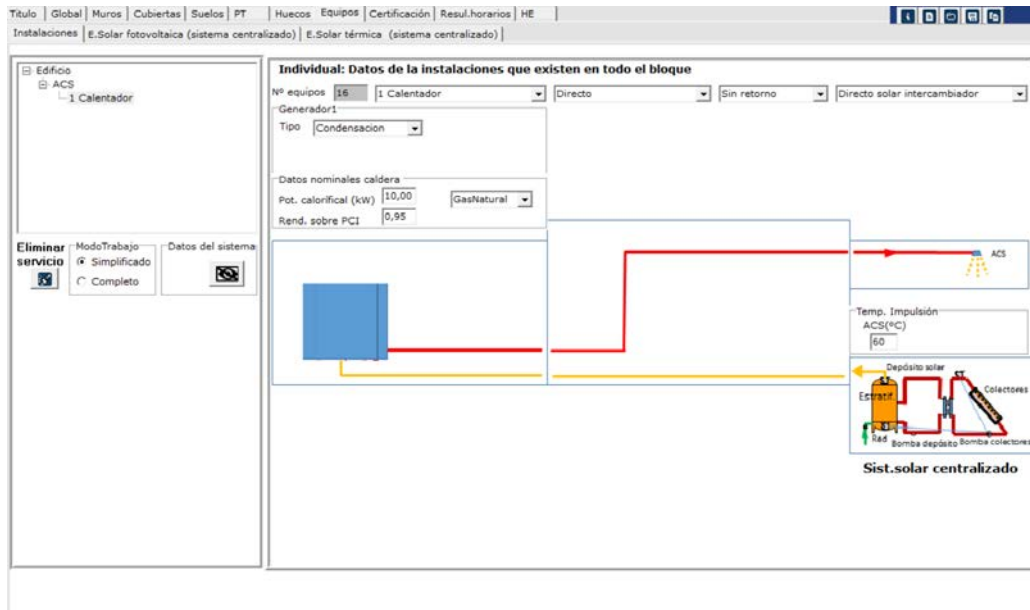 Titulo Global Muros Cubiertas Suelos PT Huecos Equipos Certificación Resul.horarios HE
Instalaciones E.Solar fotovoltaica (sistema centralizado) E.Solar térmica (sistema centralizado)
Edificio
ACS
1 Calentador
Eliminar servicio
ModoTrabajo
Simplificado
Completo
Datos del sistema
Individual: Datos de la instalaciones que existen en todo el bloque
Nº equipos 16 1 Calentador Directo Sin retorno Directo solar intercambiador
Generador1
Tipo Condensacion
Datos nominales caldera
Pot. calorifical (kW) 10,00 GasNatural
Rend. sobre PCI 0,95
ACS
Temp. Impulsión
ACS(ºC)
60
Depósito solar
ST
Colectores
Estratif.
Rad
Bomba depósito Bomba colectores
Sist.solar centralizado